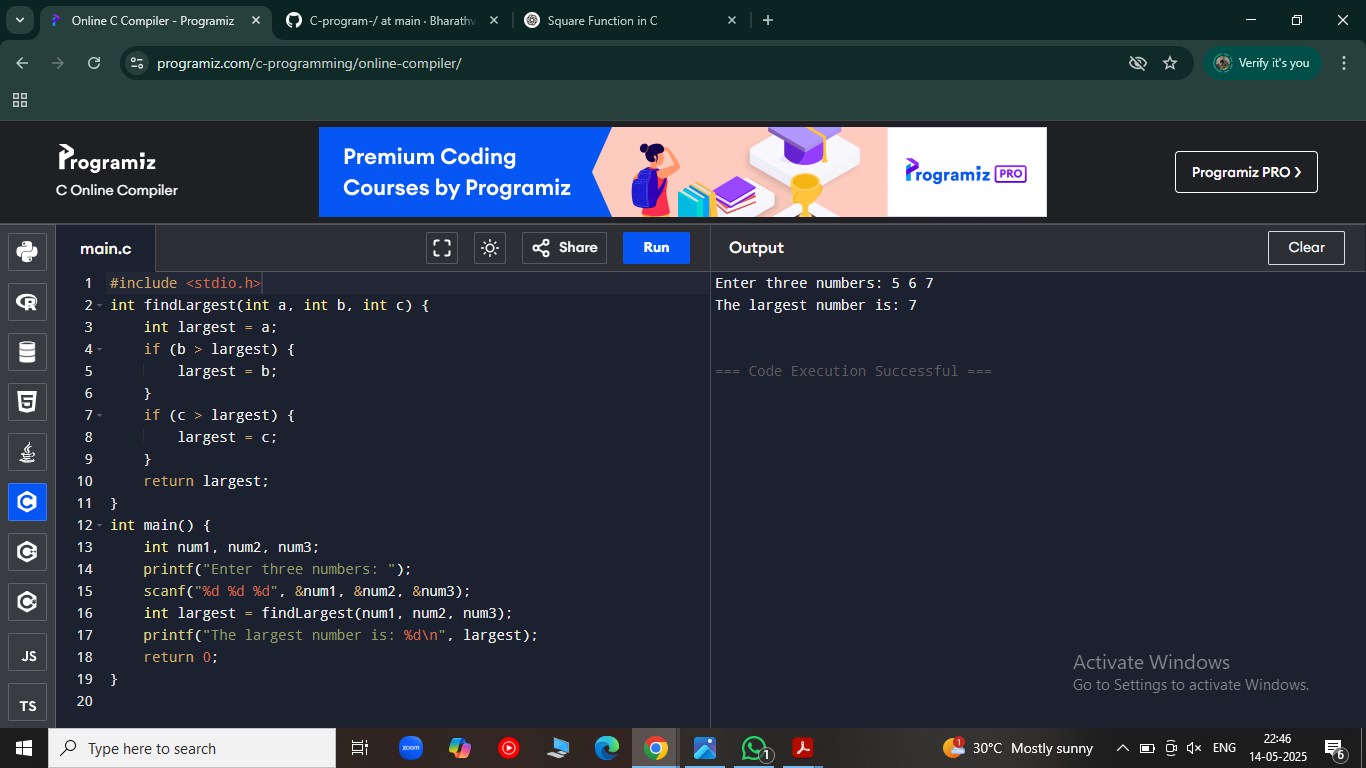 Online C Compiler - Programiz
C-program-/ at main · Bharathv
Square Function in C
programiz.com/c-programming/online-compiler/
Verify it's you
Programiz
C Online Compiler
Premium Coding
Courses by Programiz
Programiz PRO
Programiz PRO
main.c
Share
Run
Output
Clear
1 #include <stdio.h>
2 int findLargest(int a, int b, int c) {
3     int largest = a;
4     if (b > largest) {
5         largest = b;
6     }
7     if (c > largest) {
8         largest = c;
9     }
10     return largest;
11 }
12 int main() {
13     int num1, num2, num3;
14     printf("Enter three numbers: ");
15     scanf("%d %d %d", &num1, &num2, &num3);
16     int largest = findLargest(num1, num2, num3);
17     printf("The largest number is: %d\n", largest);
18     return 0;
19 }
20
Enter three numbers: 5 6 7
The largest number is: 7
=== Code Execution Successful ===
JS
TS
Activate Windows
Go to Settings to activate Windows.
Type here to search
zoom
1
1
30°C Mostly sunny
ENG
22:46
14-05-2025
6